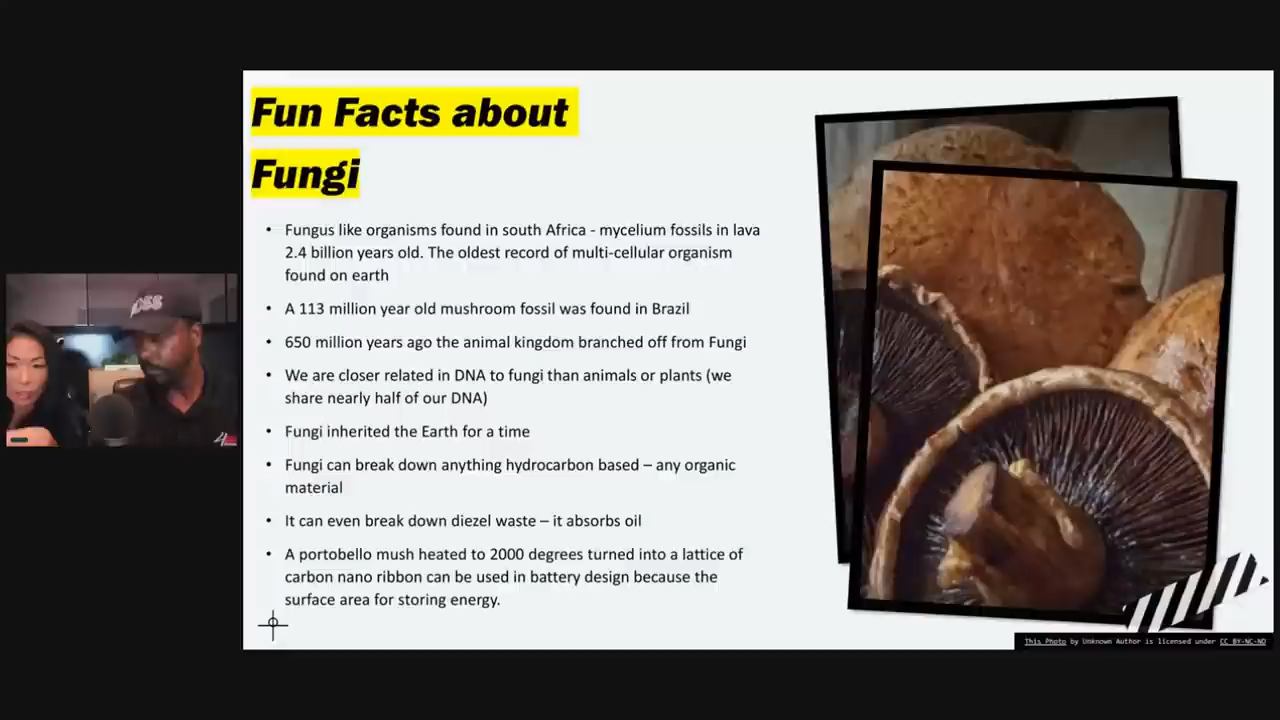 Fun Facts about
Fungi
• Fungus like organisms found in south Africa - mycelium fossils in lava
2.4 billion years old. The oldest record of multi-cellular organism
found on earth
• A 113 million year old mushroom fossil was found in Brazil
• 650 million years ago the animal kingdom branched off from Fungi
• We are closer related in DNA to fungi than animals or plants (we
share nearly half of our DNA)
• Fungi inherited the Earth for a time
• Fungi can break down anything hydrocarbon based – any organic
material
• It can even break down diezel waste – it absorbs oil
• A portobello mush heated to 2000 degrees turned into a lattice of
carbon nano ribbon can be used in battery design because the
surface area for storing energy.
This Photo by Unknown Author is licensed under CC BY-NC-ND